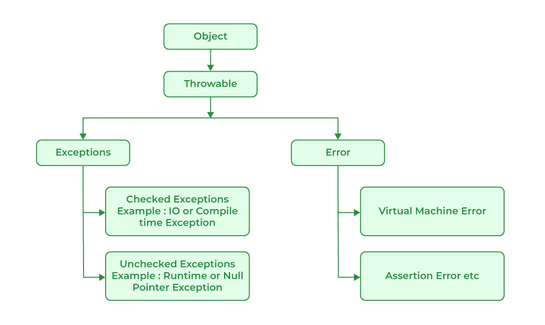 Object
Throwable
Exceptions
Error
Checked Exceptions
Example : IO or Compile
time Exception
Virtual Machine Error
Unchecked Exceptions
Example : Runtime or Null
Pointer Exception
Assertion Error etc